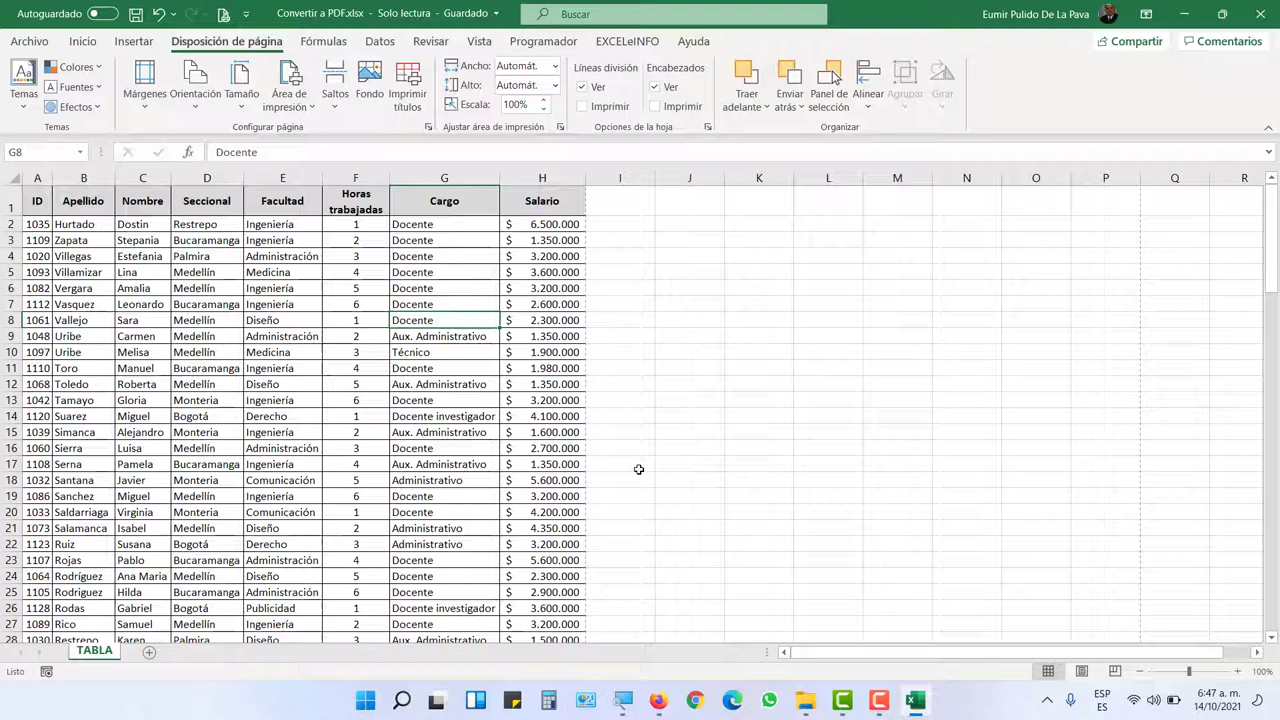 Autoguardado
Convertir a PDF.xlsx - Solo lectura - Guardado
Buscar
Eumir Pulido De La Pava
Archivo Inicio Insertar Disposición de página Fórmulas Datos Revisar Vista Programador EXCELeINFO Ayuda
Compartir Comentarios
Temas
Colores
Fuentes
Efectos
Temas
Márgenes Orientación Tamaño Área de impresión Saltos Fondo Imprimir títulos
Configurar página
Ancho: Automát.
Alto: Automát.
Escala: 100%
Ajustar área de impresión
Líneas división Encabezados
Ver Ver
Imprimir Imprimir
Opciones de la hoja
Traer adelante Enviar atrás Panel de selección Alinear Agrupar Girar
Organizar
G8 fx Docente
A B C D E F G H I J K L M N O P Q R
1 ID Apellido Nombre Seccional Facultad Horas trabajadas Cargo Salario
2 1035 Hurtado Dostin Restrepo Ingeniería 1 Docente $ 6.500.000
3 1109 Zapata Stepania Bucaramanga Ingeniería 2 Docente $ 1.350.000
4 1020 Villegas Estefania Palmira Administración 3 Docente $ 3.200.000
5 1093 Villamizar Lina Medellín Medicina 4 Docente $ 3.600.000
6 1082 Vergara Amalia Medellín Ingeniería 5 Docente $ 3.200.000
7 1112 Vasquez Leonardo Bucaramanga Ingeniería 6 Docente $ 2.600.000
8 1061 Vallejo Sara Medellín Diseño 1 Docente $ 2.300.000
9 1048 Uribe Carmen Medellín Administración 2 Aux. Administrativo $ 1.350.000
10 1097 Uribe Melisa Medellín Medicina 3 Técnico $ 1.900.000
11 1110 Toro Manuel Bucaramanga Ingeniería 4 Docente $ 1.980.000
12 1068 Toledo Roberta Medellín Diseño 5 Aux. Administrativo $ 1.350.000
13 1042 Tamayo Gloria Monteria Ingeniería 6 Docente $ 3.200.000
14 1120 Suarez Miguel Bogotá Derecho 1 Docente investigador $ 4.100.000
15 1039 Simanca Alejandro Monteria Ingeniería 2 Aux. Administrativo $ 1.600.000
16 1060 Sierra Luisa Medellín Administración 3 Docente $ 2.700.000
17 1108 Serna Pamela Bucaramanga Ingeniería 4 Aux. Administrativo $ 1.350.000
18 1032 Santana Javier Monteria Comunicación 5 Administrativo $ 5.600.000
19 1086 Sanchez Miguel Medellín Ingeniería 6 Docente $ 3.200.000
20 1033 Saldarriaga Virginia Monteria Comunicación 1 Docente $ 4.200.000
21 1073 Salamanca Isabel Medellín Diseño 2 Administrativo $ 4.350.000
22 1123 Ruiz Susana Bogotá Derecho 3 Administrativo $ 3.200.000
23 1107 Rojas Pablo Bucaramanga Administración 4 Docente $ 5.600.000
24 1064 Rodríguez Ana Maria Medellín Diseño 5 Docente $ 2.300.000
25 1105 Rodriguez Hilda Bucaramanga Administración 6 Docente $ 2.900.000
26 1128 Rodas Gabriel Bogotá Publicidad 1 Docente investigador $ 3.600.000
27 1089 Rico Samuel Medellín Ingeniería 2 Docente $ 3.200.000
28 1030 Restrepo Karen Palmira Diseño 3 Aux. Administrativo $ 1.500.000
TABLA
Listo 100%
ESP
ES
6:47 a. m.
14/10/2021